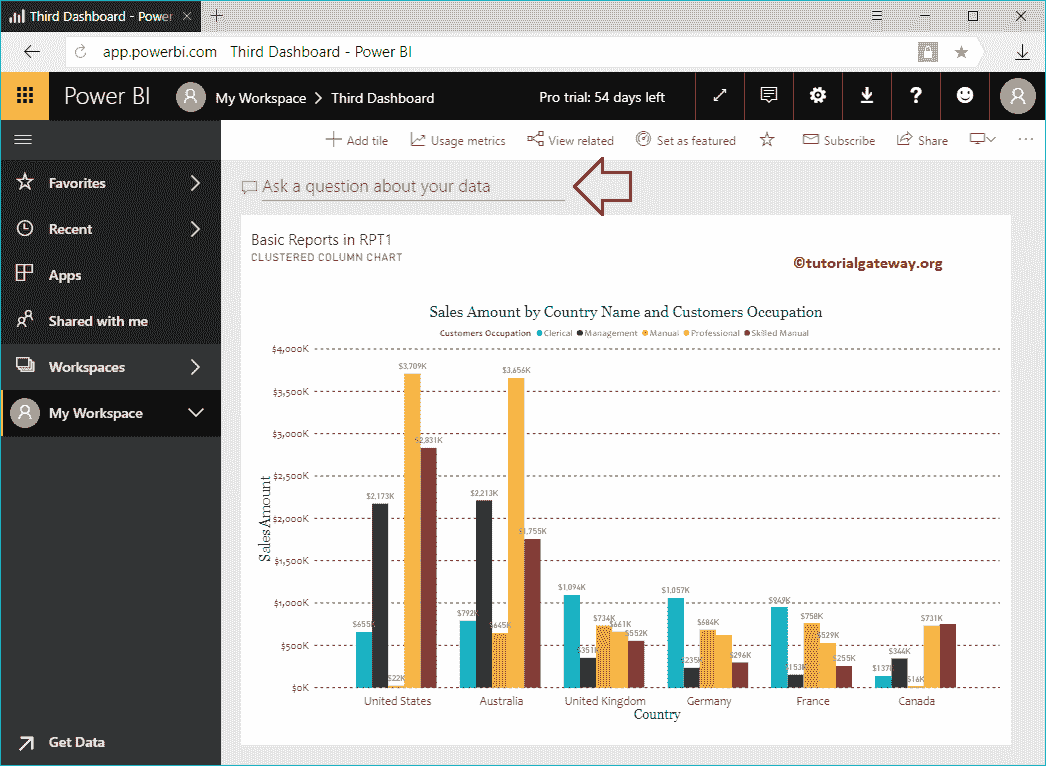 Third Dashboard - Power
app.powerbi.com Third Dashboard - Power BI
Power BI My Workspace > Third Dashboard Pro trial: 54 days left ?
Add tile Usage metrics View related Set as featured Subscribe Share ...
Favorites
Recent
Apps
Shared with me
Workspaces
My Workspace
Get Data
Ask a question about your data
Basic Reports in RPT1
CLUSTERED COLUMN CHART
©tutorialgateway.org
Sales Amount by Country Name and Customers Occupation
Customers Occupation Clerical Management Manual Professional Skilled Manual
Sales Amount
$4,000K
$3,500K
$3,000K
$2,500K
$2,000K
$1,500K
$1,000K
$500K
$0K
$655K $2,173K $22K $3,709K $2,831K
$792K $2,213K $645K $3,656K $1,755K
$1,094K $351K $734K $661K $552K
$1,057K $235K $684K $296K
$949K $153K $758K $529K $255K
$137K $344K $16K $731K
United States Australia United Kingdom Germany France Canada
Country